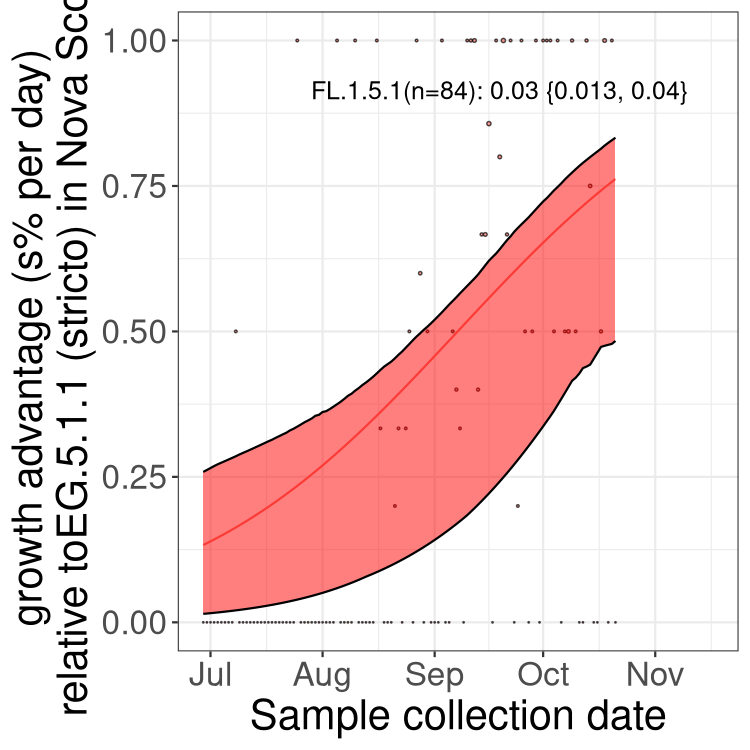 growth advantage (s% per day)
relative toEG.5.1.1 (stricto) in Nova Sco
1.00
0.75
0.50
0.25
0.00
FL.1.5.1(n=84): 0.03 {0.013, 0.04}
Jul Aug Sep Oct Nov
Sample collection date